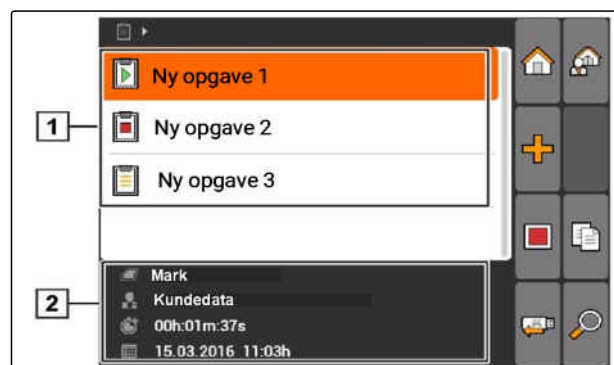 Ny opgave 1
1
Ny opgave 2
Ny opgave 3
2
Mark
Kundedata
00h:01m:37s
15.03.2016 11:03h